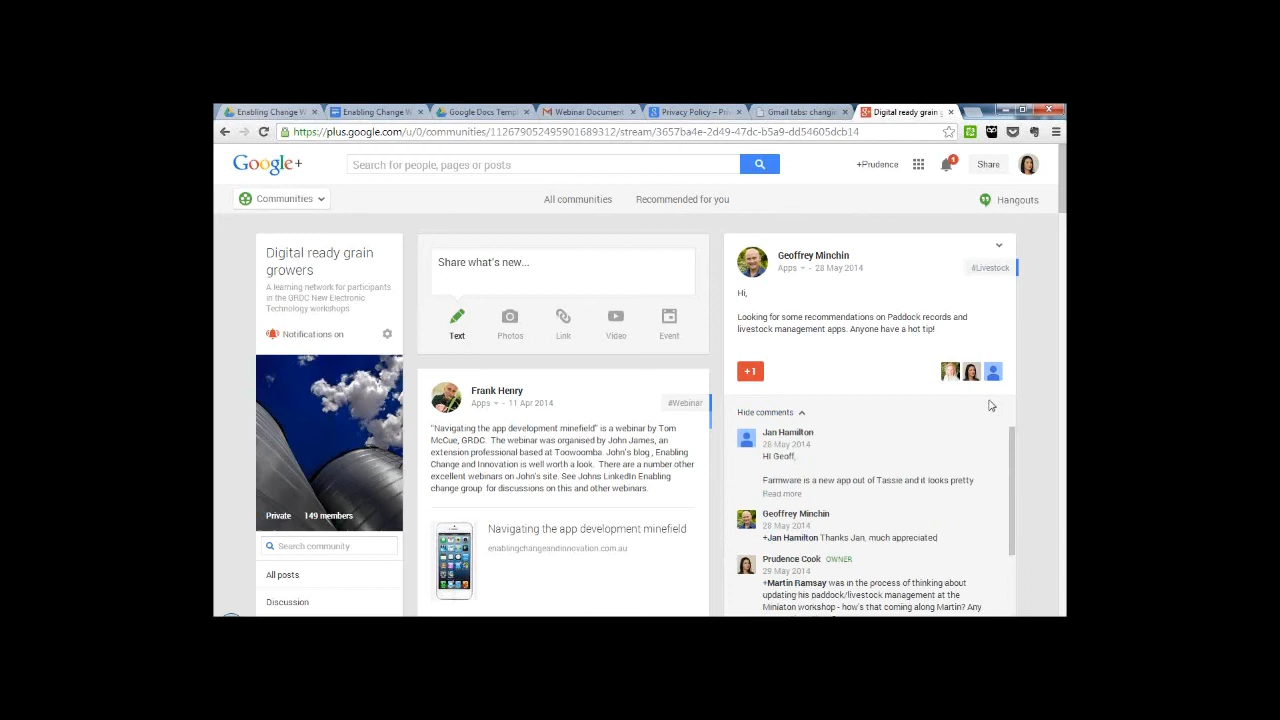 Enabling Change W
Enabling Change W
Google Docs Templ
Webinar Document
Privacy Policy – Pri
Gmail tabs: changin
Digital ready grain g
https://plus.google.com/u/0/communities/112679052495901689312/stream/3657ba4e-2d49-47dc-b5a9-dd54605dcb14
Google+
Search for people, pages or posts
+Prudence
1
Share
Communities
All communities
Recommended for you
Hangouts
Digital ready grain
growers
A learning network for participants
in the GRDC New Electronic
Technology workshops
Notifications on
Private
149 members
Search community
All posts
Discussion
Share what's new...
Text
Photos
Link
Video
Event
Frank Henry
Apps - 11 Apr 2014
#Webinar
"Navigating the app development minefield" is a webinar by Tom
McCue, GRDC. The webinar was organised by John James, an
extension professional based at Toowoomba. John's blog , Enabling
Change and Innovation is well worth a look. There are a number other
excellent webinars on John's site. See Johns LinkedIn Enabling
change group for discussions on this and other webinars.
Navigating the app development minefield
enablingchangeandinnovation.com.au
Geoffrey Minchin
Apps - 28 May 2014
#Livestock
Hi,
Looking for some recommendations on Paddock records and
livestock management apps. Anyone have a hot tip!
+1
Hide comments
Jan Hamilton
28 May 2014
HI Geoff,
Farmware is a new app out of Tassie and it looks pretty
Read more
Geoffrey Minchin
28 May 2014
+Jan Hamilton Thanks Jan, much appreciated
Prudence Cook OWNER
29 May 2014
+Martin Ramsay was in the process of thinking about
updating his paddock/livestock management at the
Miniaton workshop - how's that coming along Martin? Any